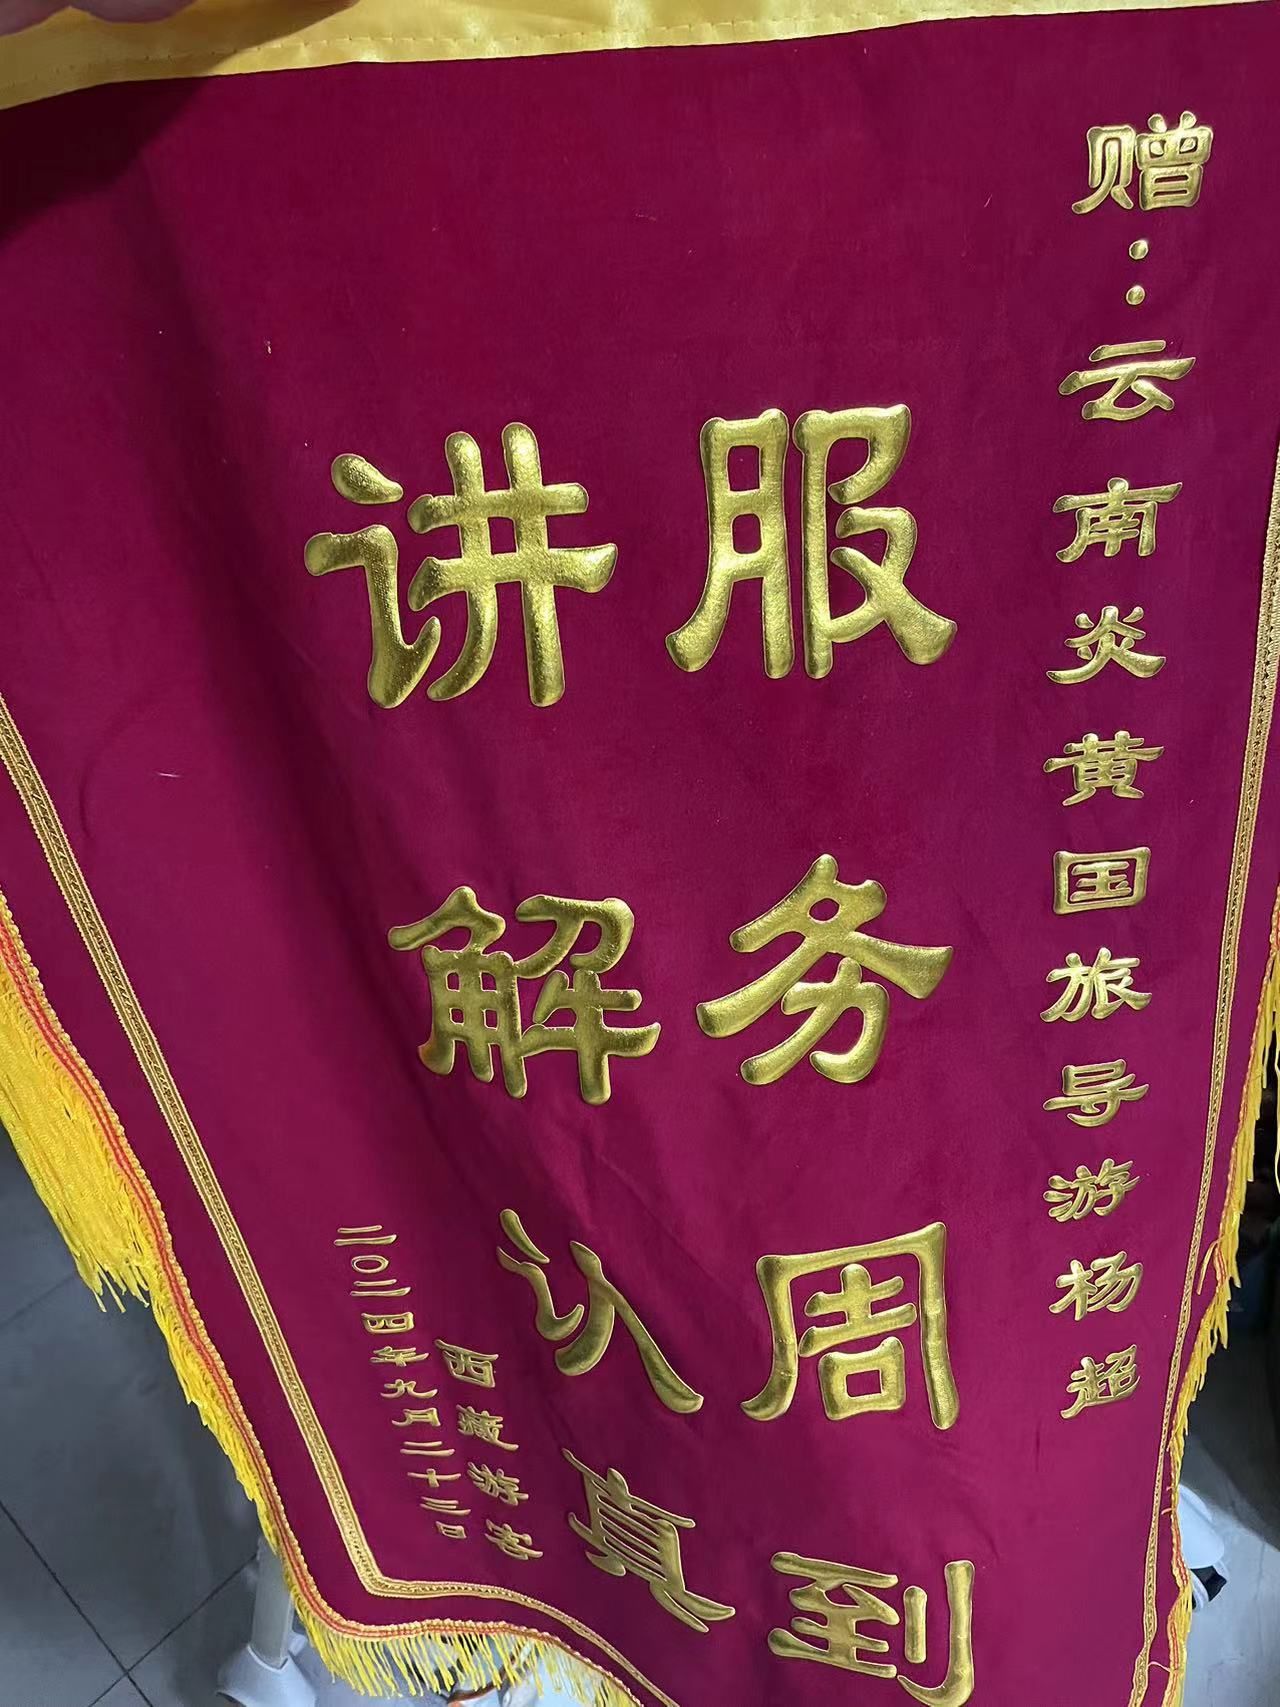 赠：云南炎黄国旅导游杨超
服务周到
讲解认真
西藏游客
二〇二四年九月二十三日